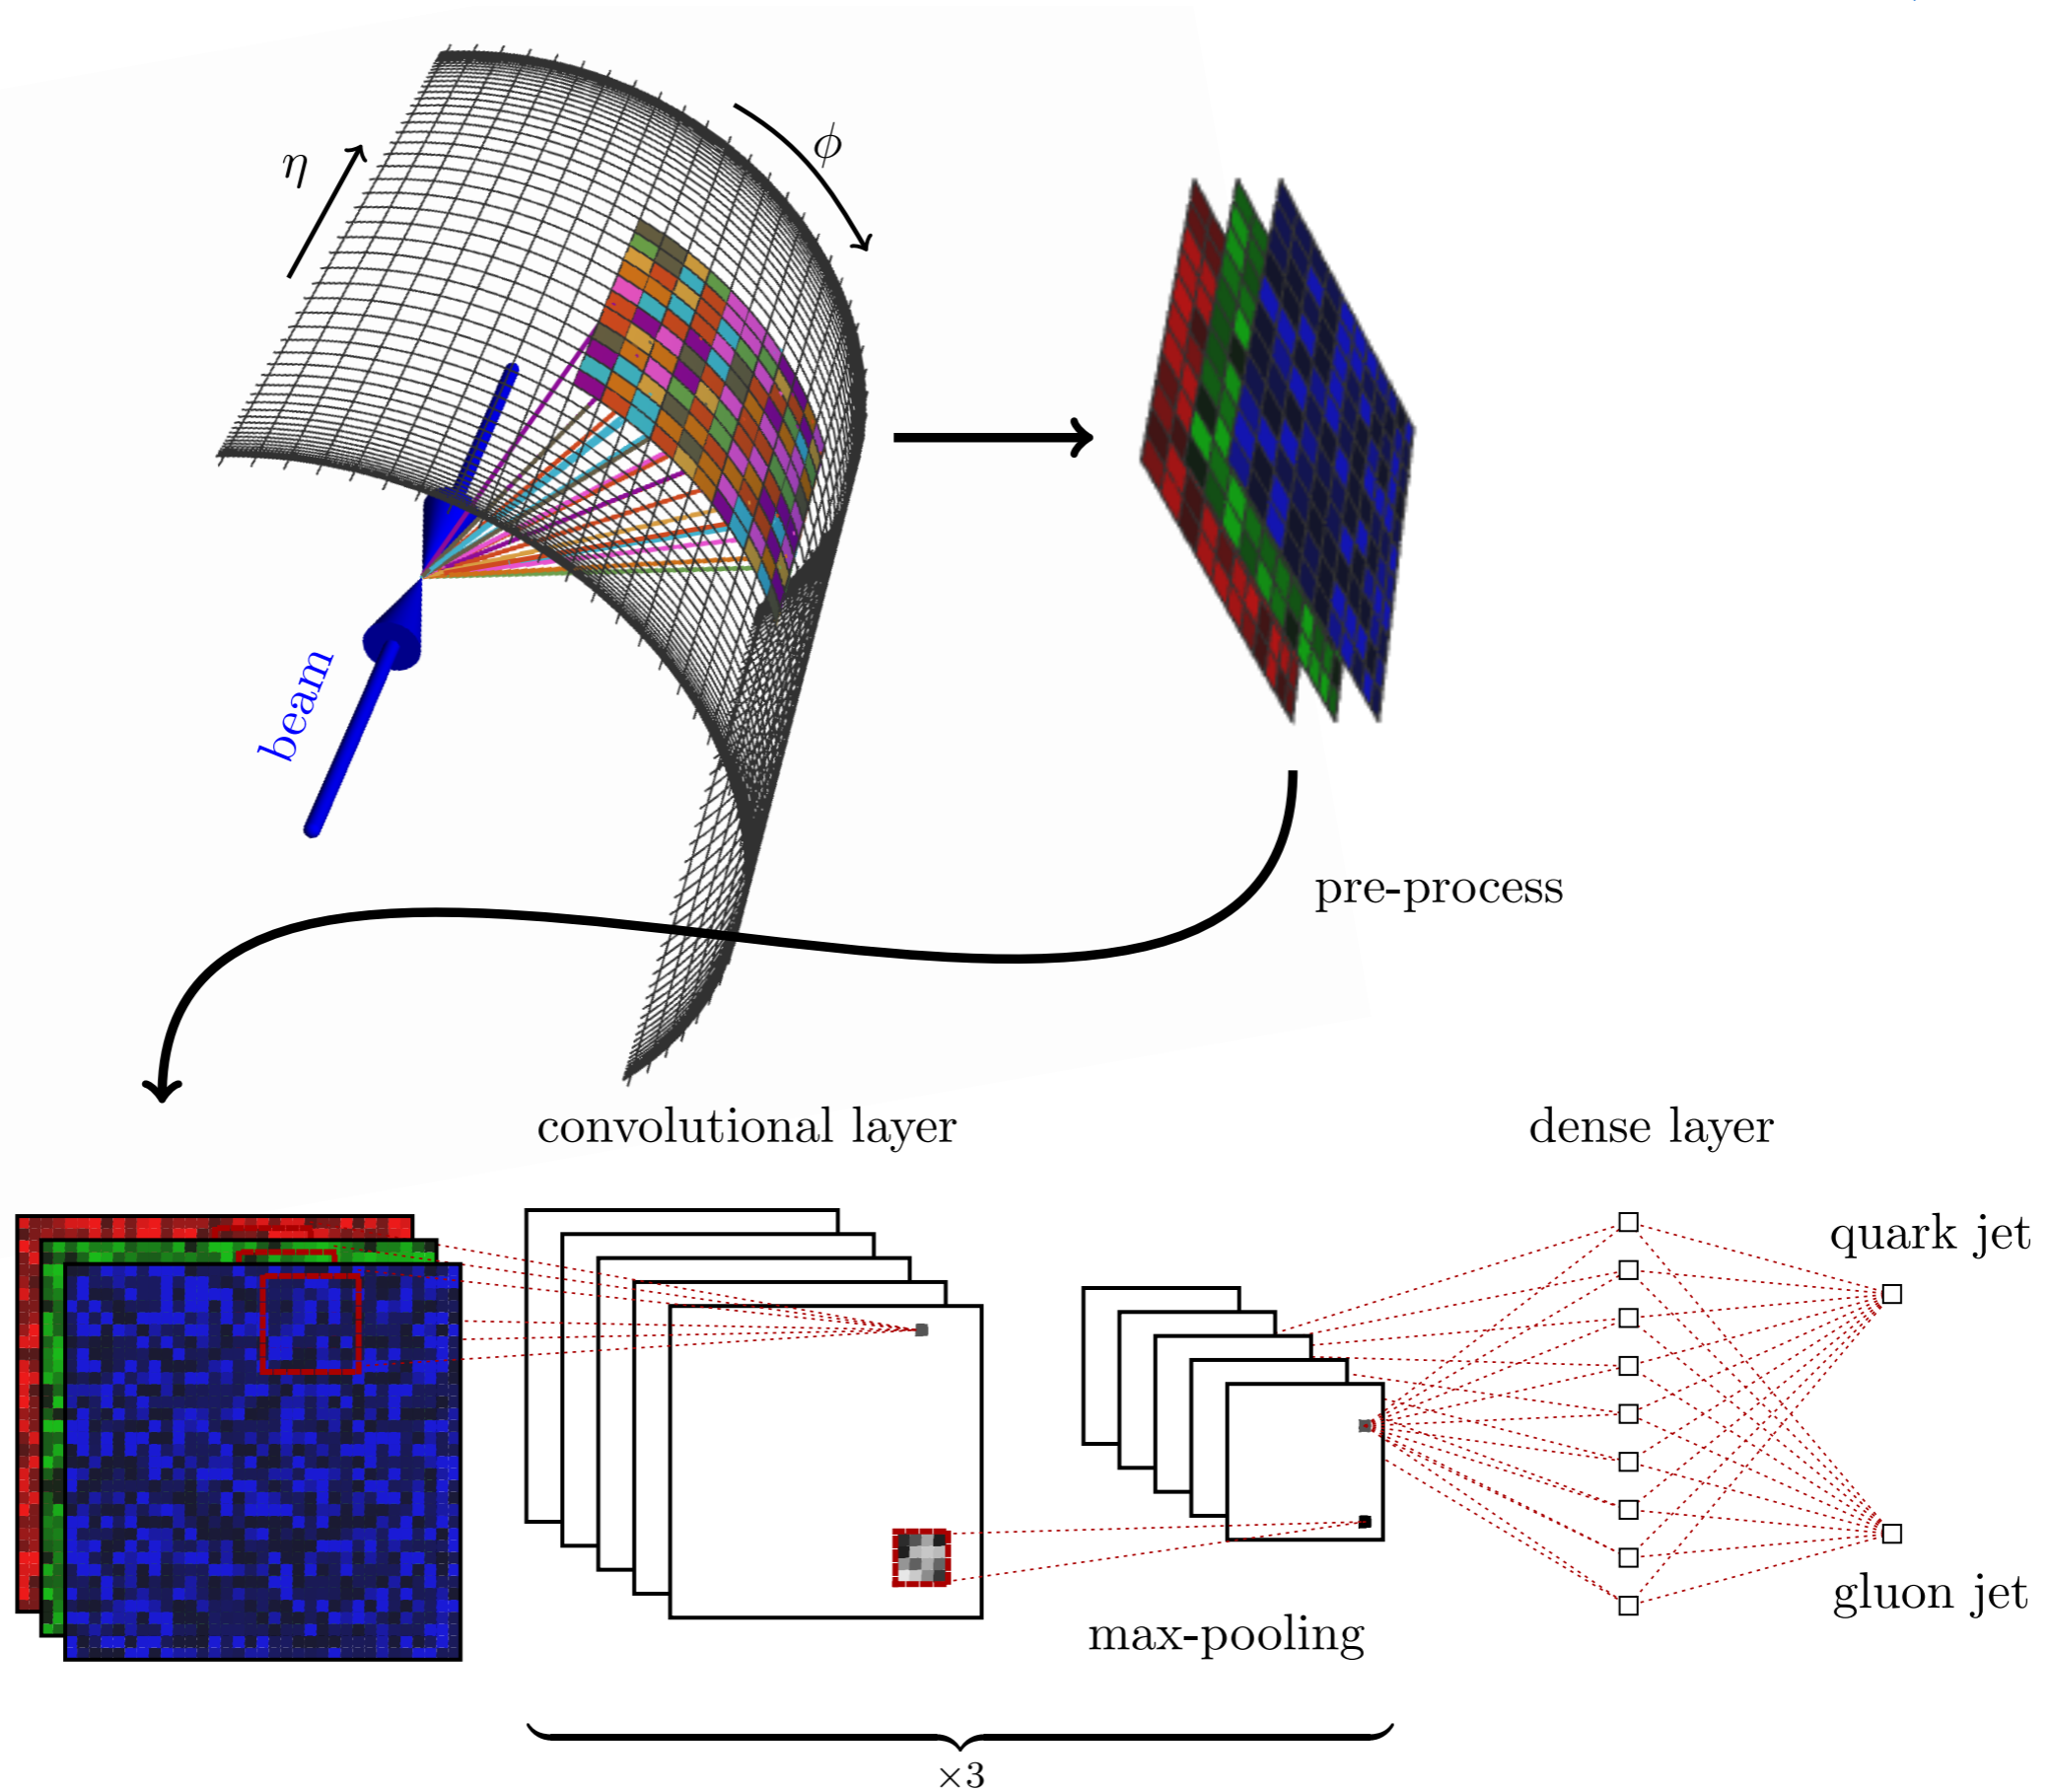 η
ϕ
beam
pre-process
convolutional layer
dense layer
quark jet
gluon jet
max-pooling
×3